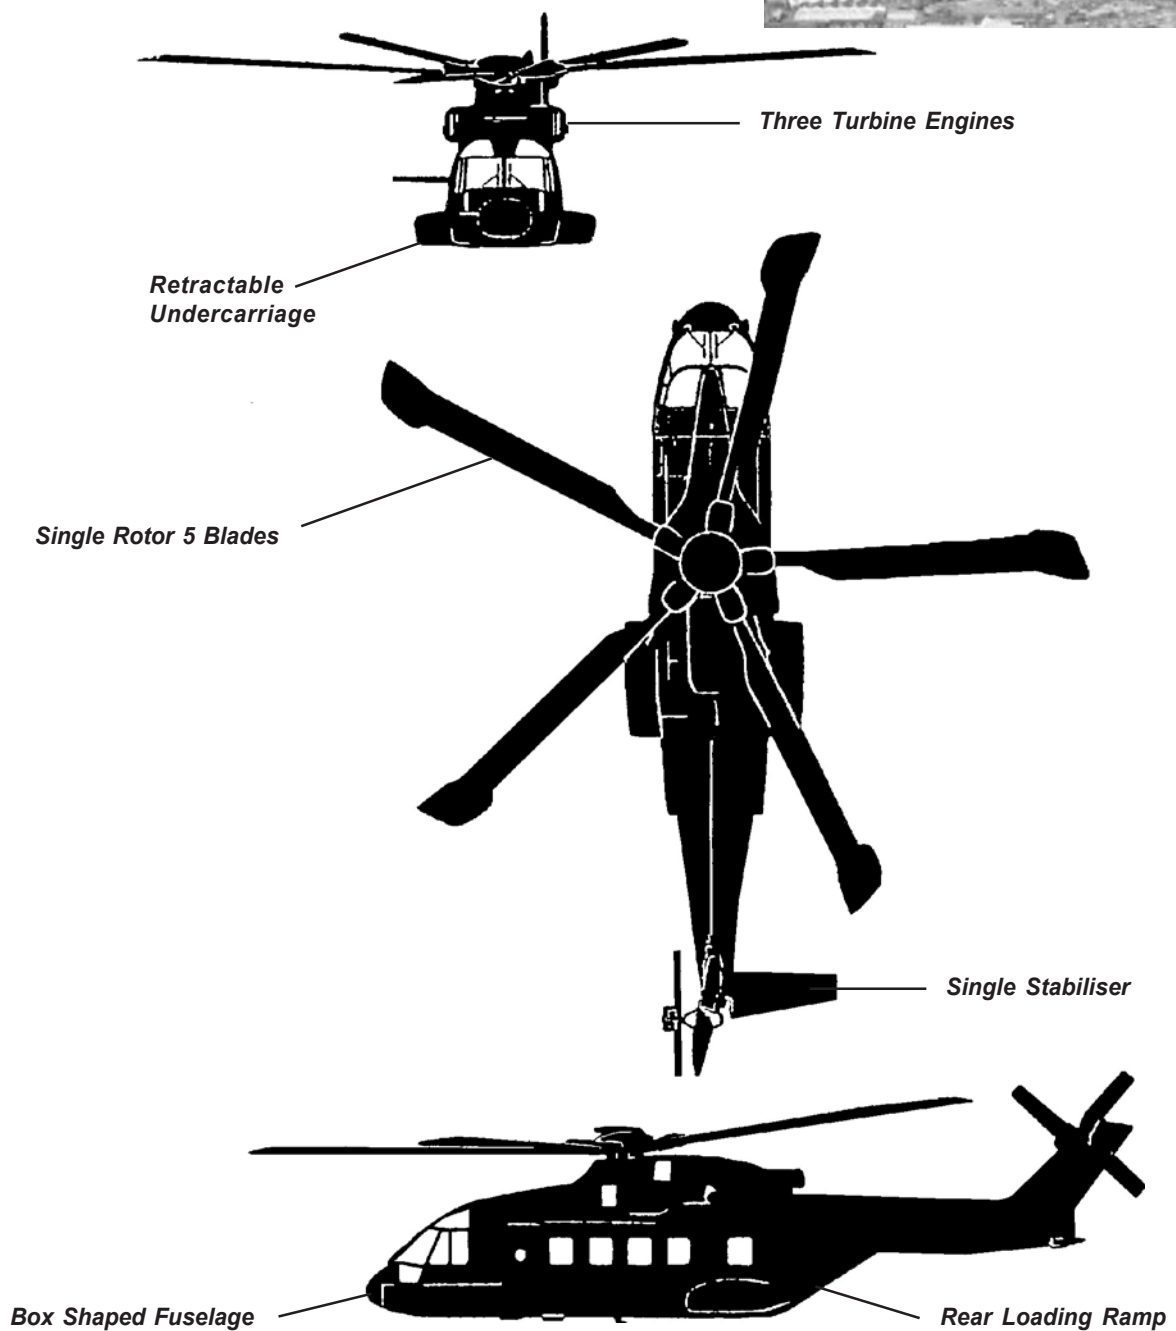 Three Turbine Engines
Retractable
Undercarriage
Single Rotor 5 Blades
Single Stabiliser
Box Shaped Fuselage
Rear Loading Ramp